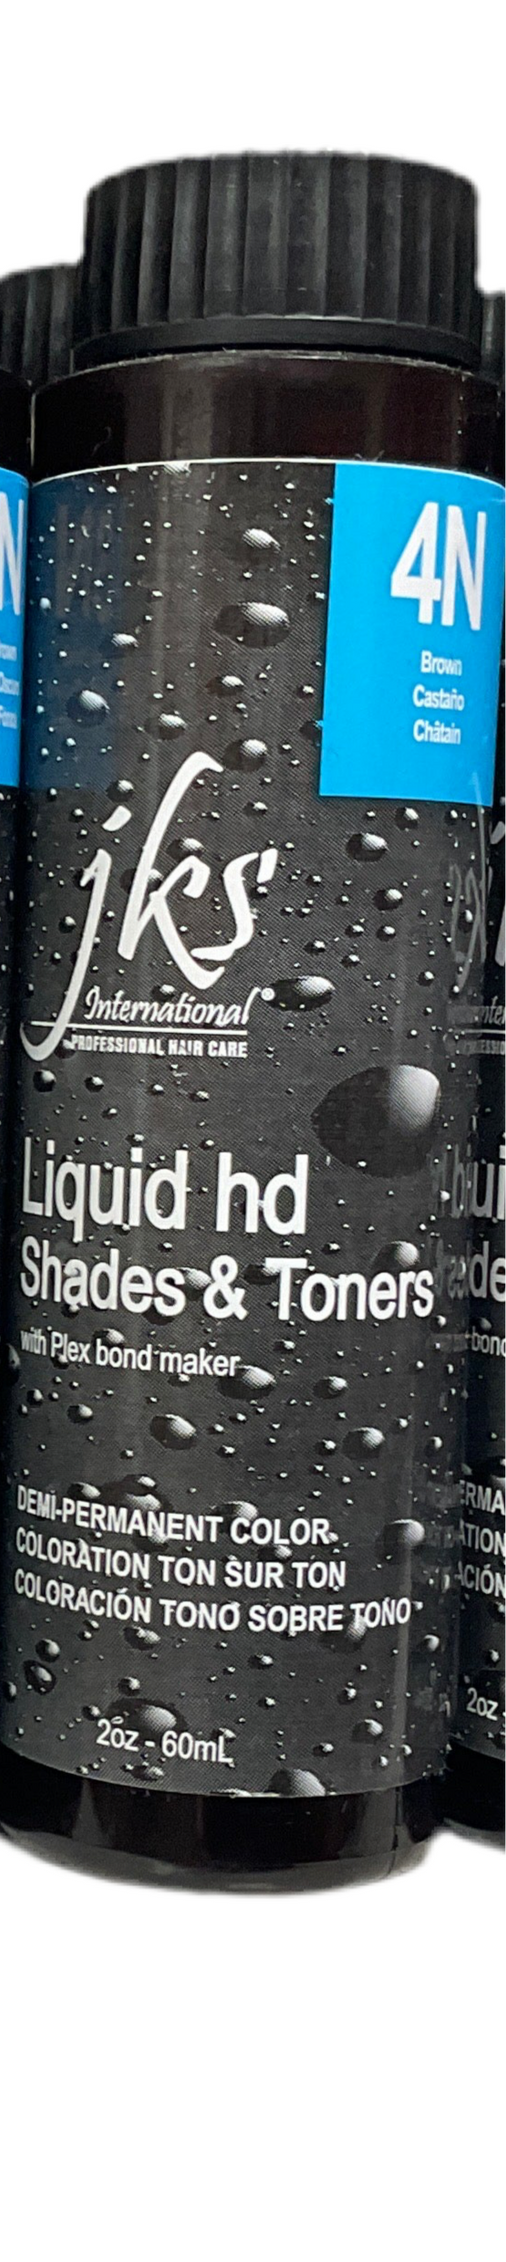 4N
Brown
Castaño
Châtain
jks
International®
PROFESSIONAL HAIR CARE
Liquid hd
Shades & Toners
with Plex bond maker
DEMI-PERMANENT COLOR
COLORATION TON SUR TON
COLORACIÓN TONO SOBRE TONO
2oz - 60mL
2oz